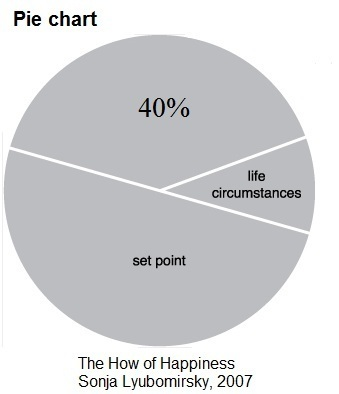 Pie chart
40%
life
circumstances
set point
The How of Happiness
Sonja Lyubomirsky, 2007